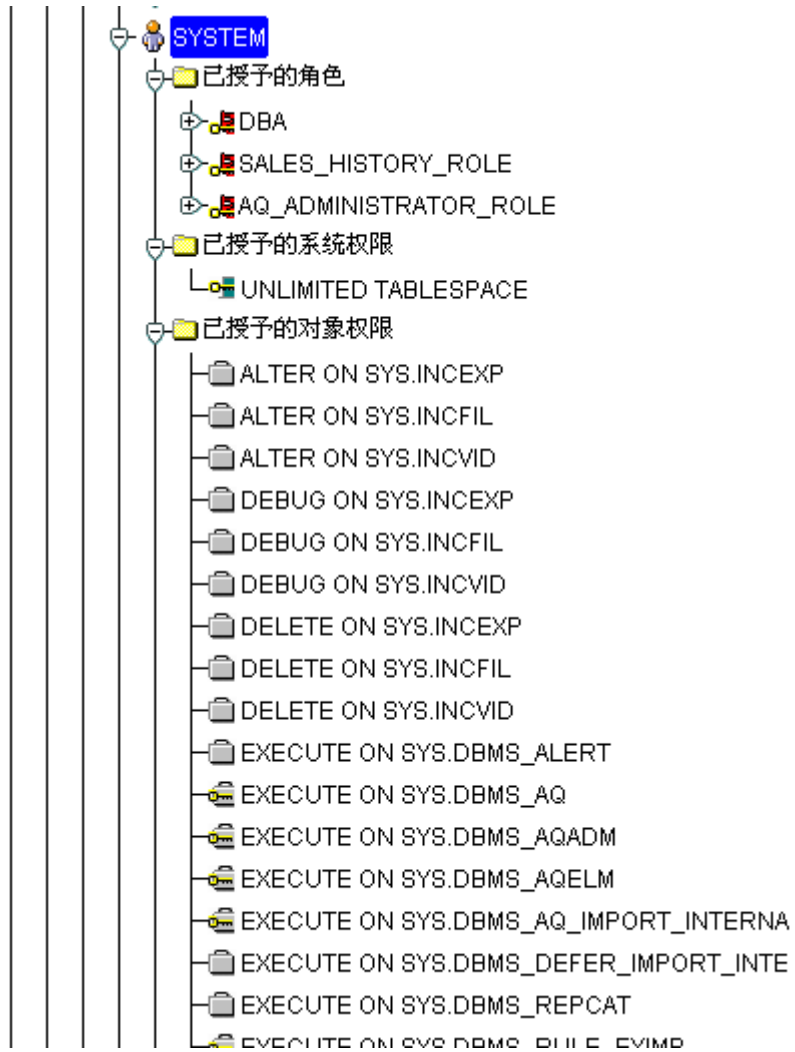 SYSTEM
已授予的角色
DBA
SALES_HISTORY_ROLE
AQ_ADMINISTRATOR_ROLE
已授予的系统权限
UNLIMITED TABLESPACE
已授予的对象权限
ALTER ON SYS.INCEXP
ALTER ON SYS.INCFIL
ALTER ON SYS.INCVID
DEBUG ON SYS.INCEXP
DEBUG ON SYS.INCFIL
DEBUG ON SYS.INCVID
DELETE ON SYS.INCEXP
DELETE ON SYS.INCFIL
DELETE ON SYS.INCVID
EXECUTE ON SYS.DBMS_ALERT
EXECUTE ON SYS.DBMS_AQ
EXECUTE ON SYS.DBMS_AQADM
EXECUTE ON SYS.DBMS_AQELM
EXECUTE ON SYS.DBMS_AQ_IMPORT_INTERNA
EXECUTE ON SYS.DBMS_DEFER_IMPORT_INTE
EXECUTE ON SYS.DBMS_REPCAT
EXECUTE ON SYS.DBMS_RULE_EXIMP